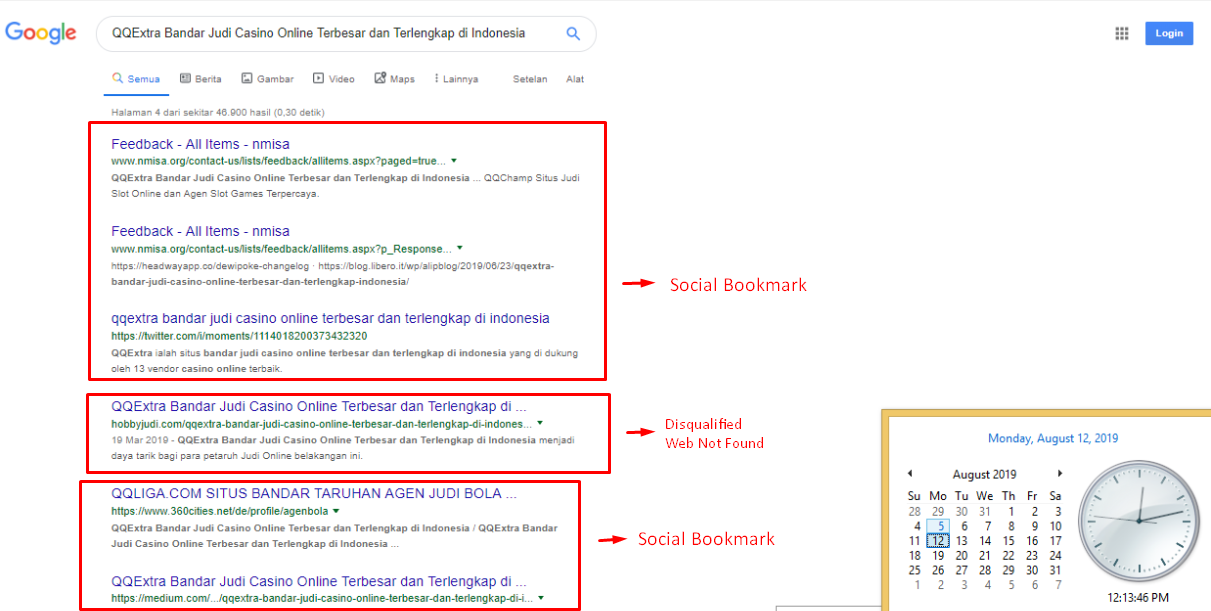 Google
QQExtra Bandar Judi Casino Online Terbesar dan Terlengkap di Indonesia
Login
Semua Berita Gambar Video Maps Lainnya Setelan Alat
Halaman 4 dari sekitar 46.900 hasil (0,30 detik)
Feedback - All Items - nmisa
www.nmisa.org/contact-us/lists/feedback/allitems.aspx?paged=true...
QQExtra Bandar Judi Casino Online Terbesar dan Terlengkap di Indonesia ... QQChamp Situs Judi
Slot Online dan Agen Slot Games Terpercaya.
Feedback - All Items - nmisa
www.nmisa.org/contact-us/lists/feedback/allitems.aspx?p_Response...
https://headwayapp.co/dewipoke-changelog · https://blog.libero.it/wp/alipblog/2019/06/23/qqextra-
bandar-judi-casino-online-terbesar-dan-terlengkap-indonesia/
Social Bookmark
qqextra bandar judi casino online terbesar dan terlengkap di indonesia
https://twitter.com/i/moments/1114018200373432320
QQExtra ialah situs bandar judi casino online terbesar dan terlengkap di indonesia yang di dukung
oleh 13 vendor casino online terbaik.
QQExtra Bandar Judi Casino Online Terbesar dan Terlengkap di ...
hobbyjudi.com/qqextra-bandar-judi-casino-online-terbesar-dan-terlengkap-di-indones...
19 Mar 2019 - QQExtra Bandar Judi Casino Online Terbesar dan Terlengkap di Indonesia menjadi
daya tarik bagi para petaruh Judi Online belakangan ini.
Disqualified
Web Not Found
QQLIGA.COM SITUS BANDAR TARUHAN AGEN JUDI BOLA ...
https://www.360cities.net/de/profile/agenbola
QQExtra Bandar Judi Casino Online Terbesar dan Terlengkap di Indonesia / QQExtra Bandar
Judi Casino Online Terbesar dan Terlengkap di Indonesia ...
Social Bookmark
QQExtra Bandar Judi Casino Online Terbesar dan Terlengkap di ...
https://medium.com/.../qqextra-bandar-judi-casino-online-terbesar-dan-terlengkap-di-i...
Monday, August 12, 2019
August 2019
Su Mo Tu We Th Fr Sa
28 29 30 31 1 2 3
4 5 6 7 8 9 10
11 12 13 14 15 16 17
18 19 20 21 22 23 24
25 26 27 28 29 30 31
1 2 3 4 5 6 7
12:13:46 PM